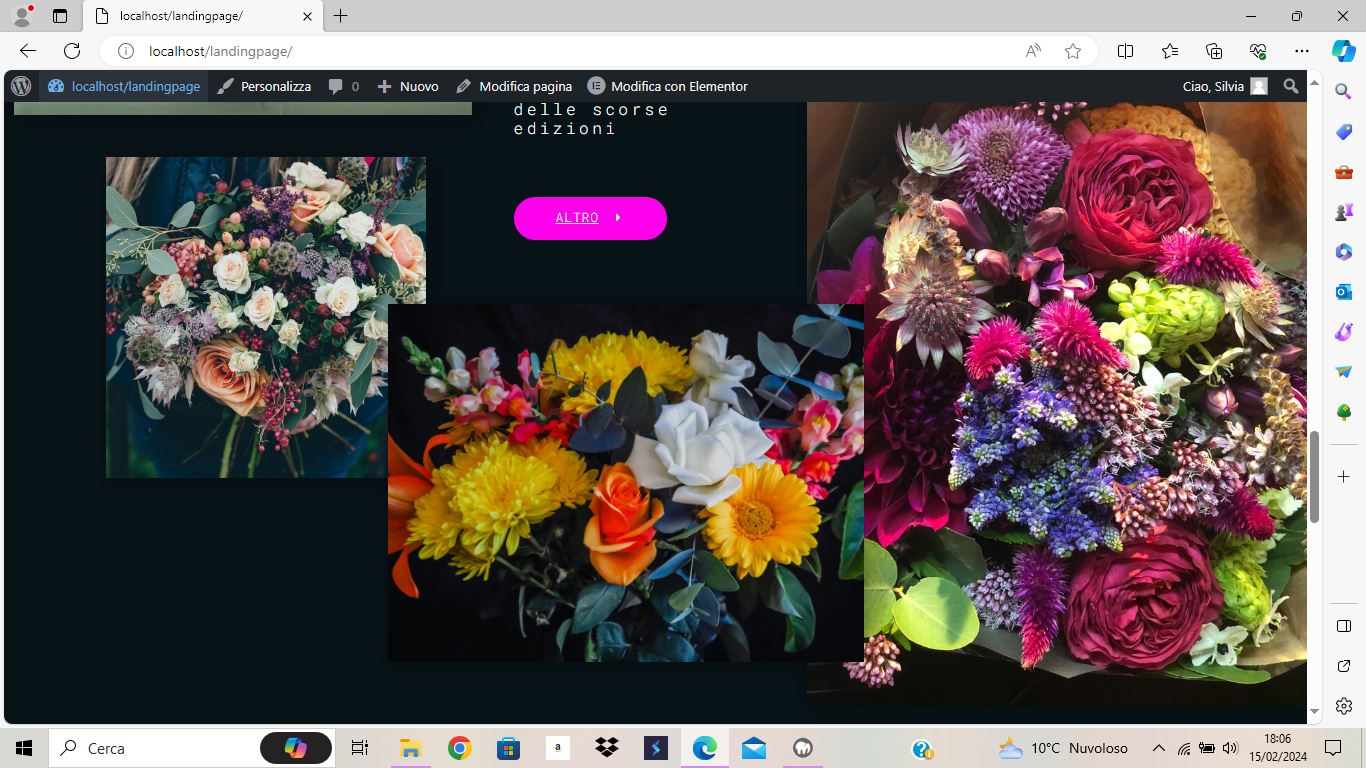 localhost/landingpage/
localhost/landingpage/
localhost/landingpage
Personalizza
0
Nuovo
Modifica pagina
Modifica con Elementor
Ciao, Silvia
delle scorse
edizioni
ALTRO
Cerca
a
10°C Nuvoloso
18:06
15/02/2024